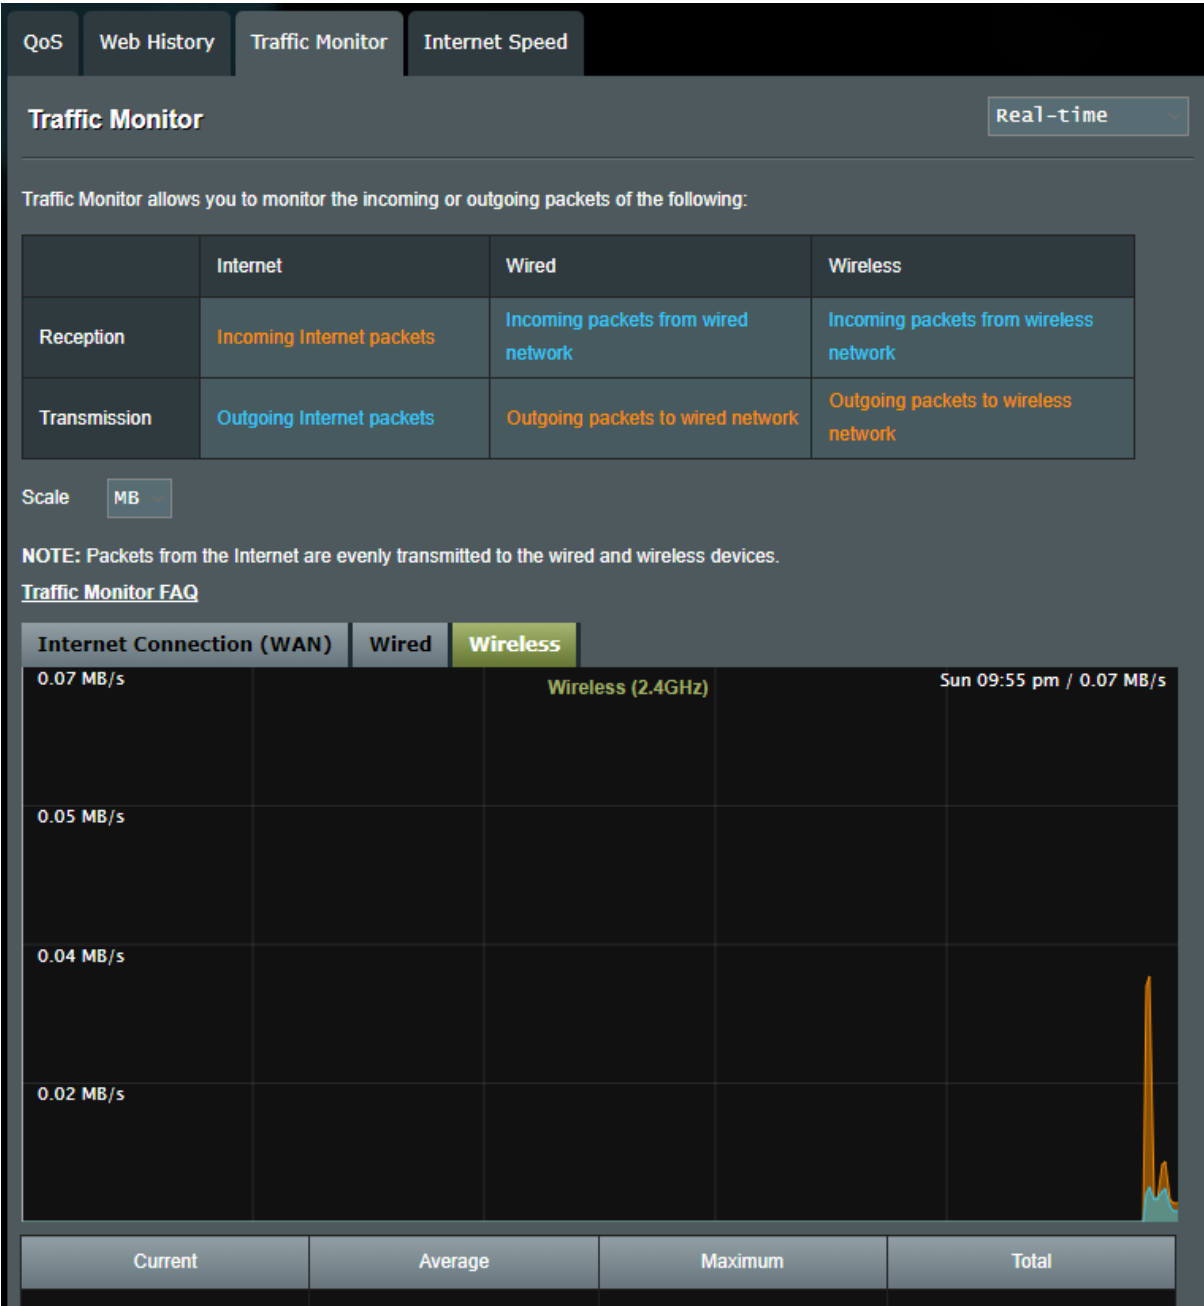 QoS Web History Traffic Monitor Internet Speed
Traffic Monitor Real-time
Traffic Monitor allows you to monitor the incoming or outgoing packets of the following:
Internet Wired Wireless
Reception Incoming Internet packets Incoming packets from wired network Incoming packets from wireless network
Transmission Outgoing Internet packets Outgoing packets to wired network Outgoing packets to wireless network
Scale MB
NOTE: Packets from the Internet are evenly transmitted to the wired and wireless devices.
Traffic Monitor FAQ
Internet Connection (WAN) Wired Wireless
0.07 MB/s Wireless (2.4GHz) Sun 09:55 pm / 0.07 MB/s
0.05 MB/s
0.04 MB/s
0.02 MB/s
Current Average Maximum Total